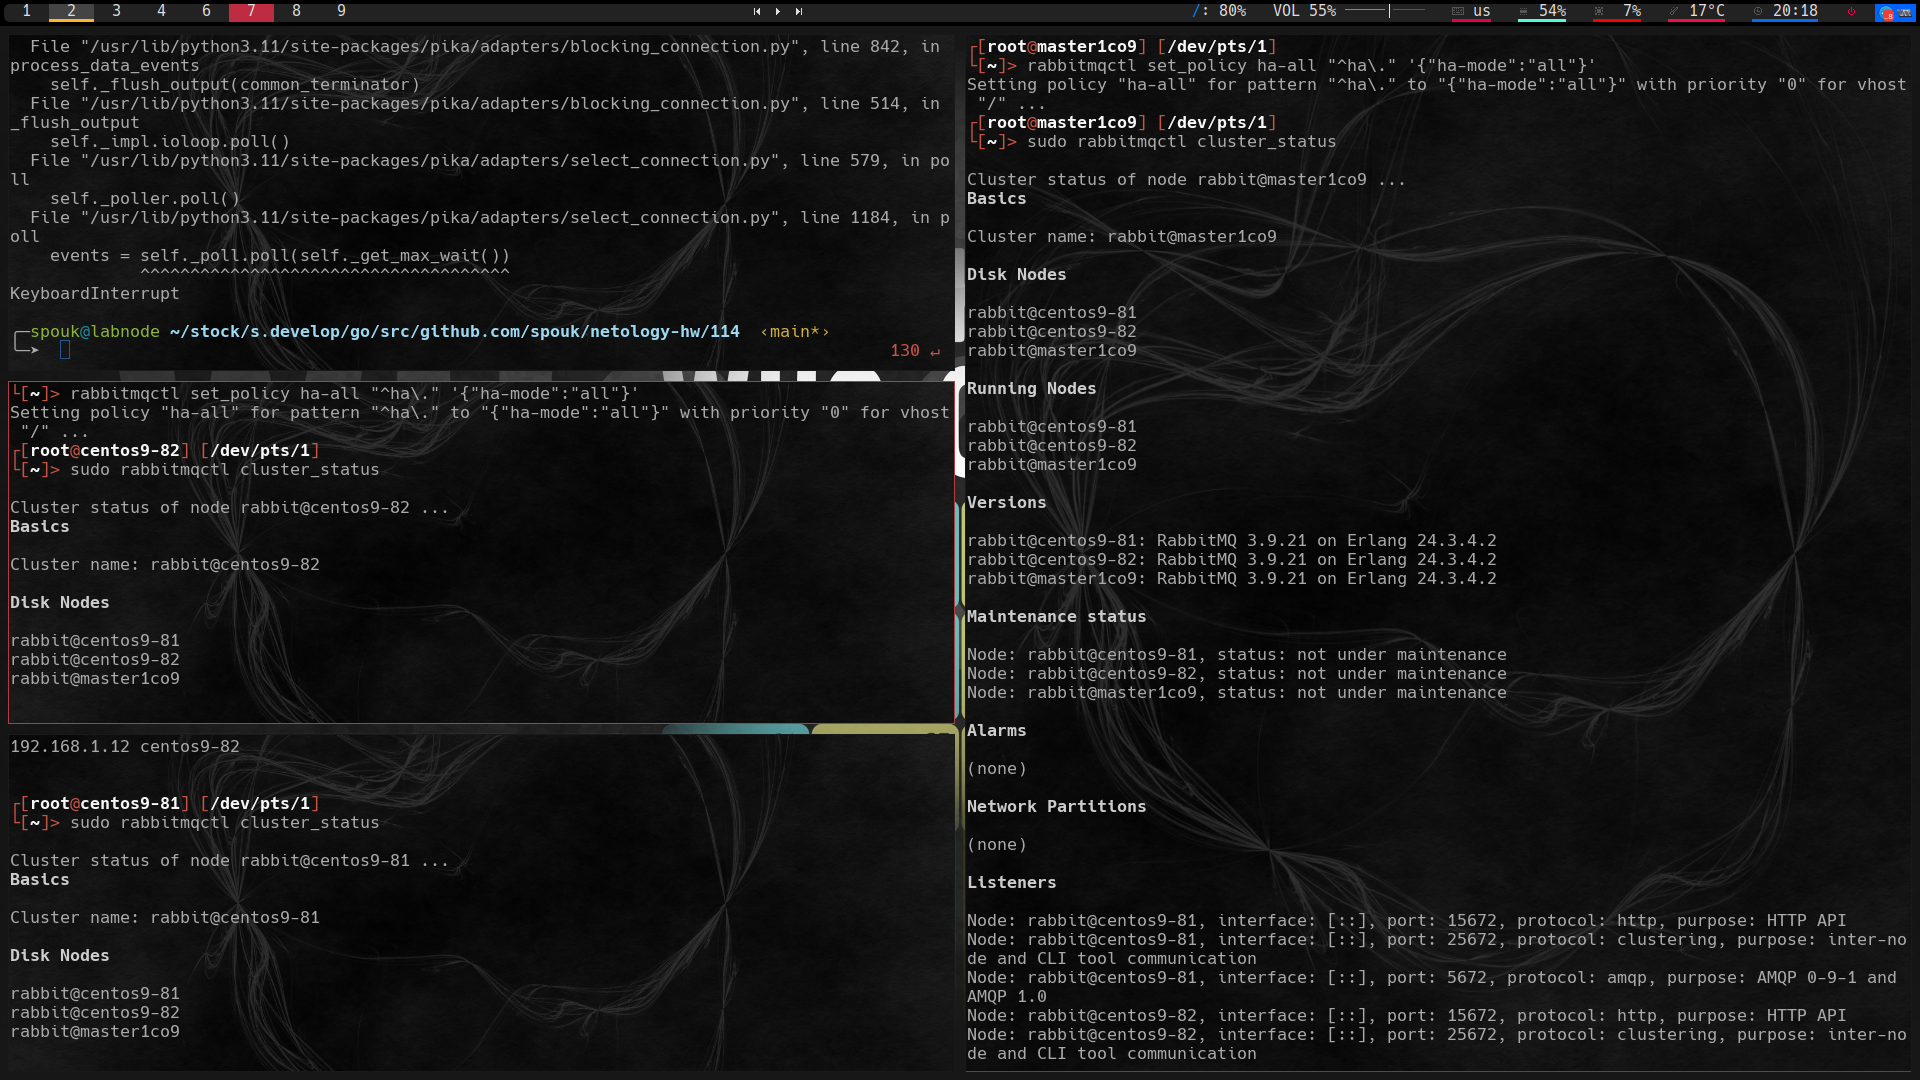 1 2 3 4 6 7 8 9 /: 80% VOL 55% us 54% 7% 17°C 20:18
  File "/usr/lib/python3.11/site-packages/pika/adapters/blocking_connection.py", line 842, in
process_data_events
    self._flush_output(common_terminator)
  File "/usr/lib/python3.11/site-packages/pika/adapters/blocking_connection.py", line 514, in
_flush_output
    self._impl.ioloop.poll()
  File "/usr/lib/python3.11/site-packages/pika/adapters/select_connection.py", line 579, in po
ll
    self._poller.poll()
  File "/usr/lib/python3.11/site-packages/pika/adapters/select_connection.py", line 1184, in p
oll
    events = self._poll.poll(self._get_max_wait())
             ^^^^^^^^^^^^^^^^^^^^^^^^^^^^^^^^^^^^^
KeyboardInterrupt
╭─spouk@labnode ~/stock/s.develop/go/src/github.com/spouk/netology-hw/114  ‹main*›
╰─➤ 130 ↵
└[~]> rabbitmqctl set_policy ha-all "^ha\." '{"ha-mode":"all"}'
Setting policy "ha-all" for pattern "^ha\." to "{"ha-mode":"all"}" with priority "0" for vhost
 "/" ...
┌[root@centos9-82] [/dev/pts/1]
└[~]> sudo rabbitmqctl cluster_status
Cluster status of node rabbit@centos9-82 ...
Basics
Cluster name: rabbit@centos9-82
Disk Nodes
rabbit@centos9-81
rabbit@centos9-82
rabbit@master1co9
192.168.1.12 centos9-82
┌[root@centos9-81] [/dev/pts/1]
└[~]> sudo rabbitmqctl cluster_status
Cluster status of node rabbit@centos9-81 ...
Basics
Cluster name: rabbit@centos9-81
Disk Nodes
rabbit@centos9-81
rabbit@centos9-82
rabbit@master1co9
┌[root@master1co9] [/dev/pts/1]
└[~]> rabbitmqctl set_policy ha-all "^ha\." '{"ha-mode":"all"}'
Setting policy "ha-all" for pattern "^ha\." to "{"ha-mode":"all"}" with priority "0" for vhost
 "/" ...
┌[root@master1co9] [/dev/pts/1]
└[~]> sudo rabbitmqctl cluster_status
Cluster status of node rabbit@master1co9 ...
Basics
Cluster name: rabbit@master1co9
Disk Nodes
rabbit@centos9-81
rabbit@centos9-82
rabbit@master1co9
Running Nodes
rabbit@centos9-81
rabbit@centos9-82
rabbit@master1co9
Versions
rabbit@centos9-81: RabbitMQ 3.9.21 on Erlang 24.3.4.2
rabbit@centos9-82: RabbitMQ 3.9.21 on Erlang 24.3.4.2
rabbit@master1co9: RabbitMQ 3.9.21 on Erlang 24.3.4.2
Maintenance status
Node: rabbit@centos9-81, status: not under maintenance
Node: rabbit@centos9-82, status: not under maintenance
Node: rabbit@master1co9, status: not under maintenance
Alarms
(none)
Network Partitions
(none)
Listeners
Node: rabbit@centos9-81, interface: [::], port: 15672, protocol: http, purpose: HTTP API
Node: rabbit@centos9-81, interface: [::], port: 25672, protocol: clustering, purpose: inter-no
de and CLI tool communication
Node: rabbit@centos9-81, interface: [::], port: 5672, protocol: amqp, purpose: AMQP 0-9-1 and
AMQP 1.0
Node: rabbit@centos9-82, interface: [::], port: 15672, protocol: http, purpose: HTTP API
Node: rabbit@centos9-82, interface: [::], port: 25672, protocol: clustering, purpose: inter-no
de and CLI tool communication